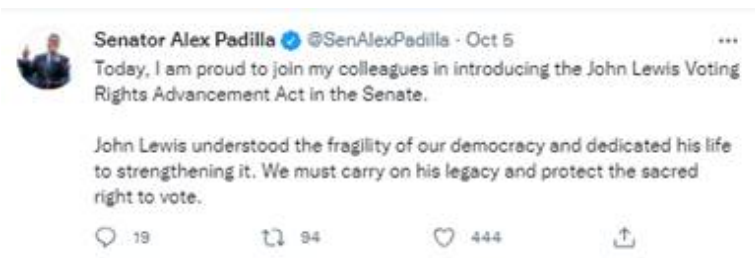 Senator Alex Padilla @SenAlexPadilla · Oct 5
Today, I am proud to join my colleagues in introducing the John Lewis Voting
Rights Advancement Act in the Senate.
John Lewis understood the fragility of our democracy and dedicated his life
to strengthening it. We must carry on his legacy and protect the sacred
right to vote.
19 94 444